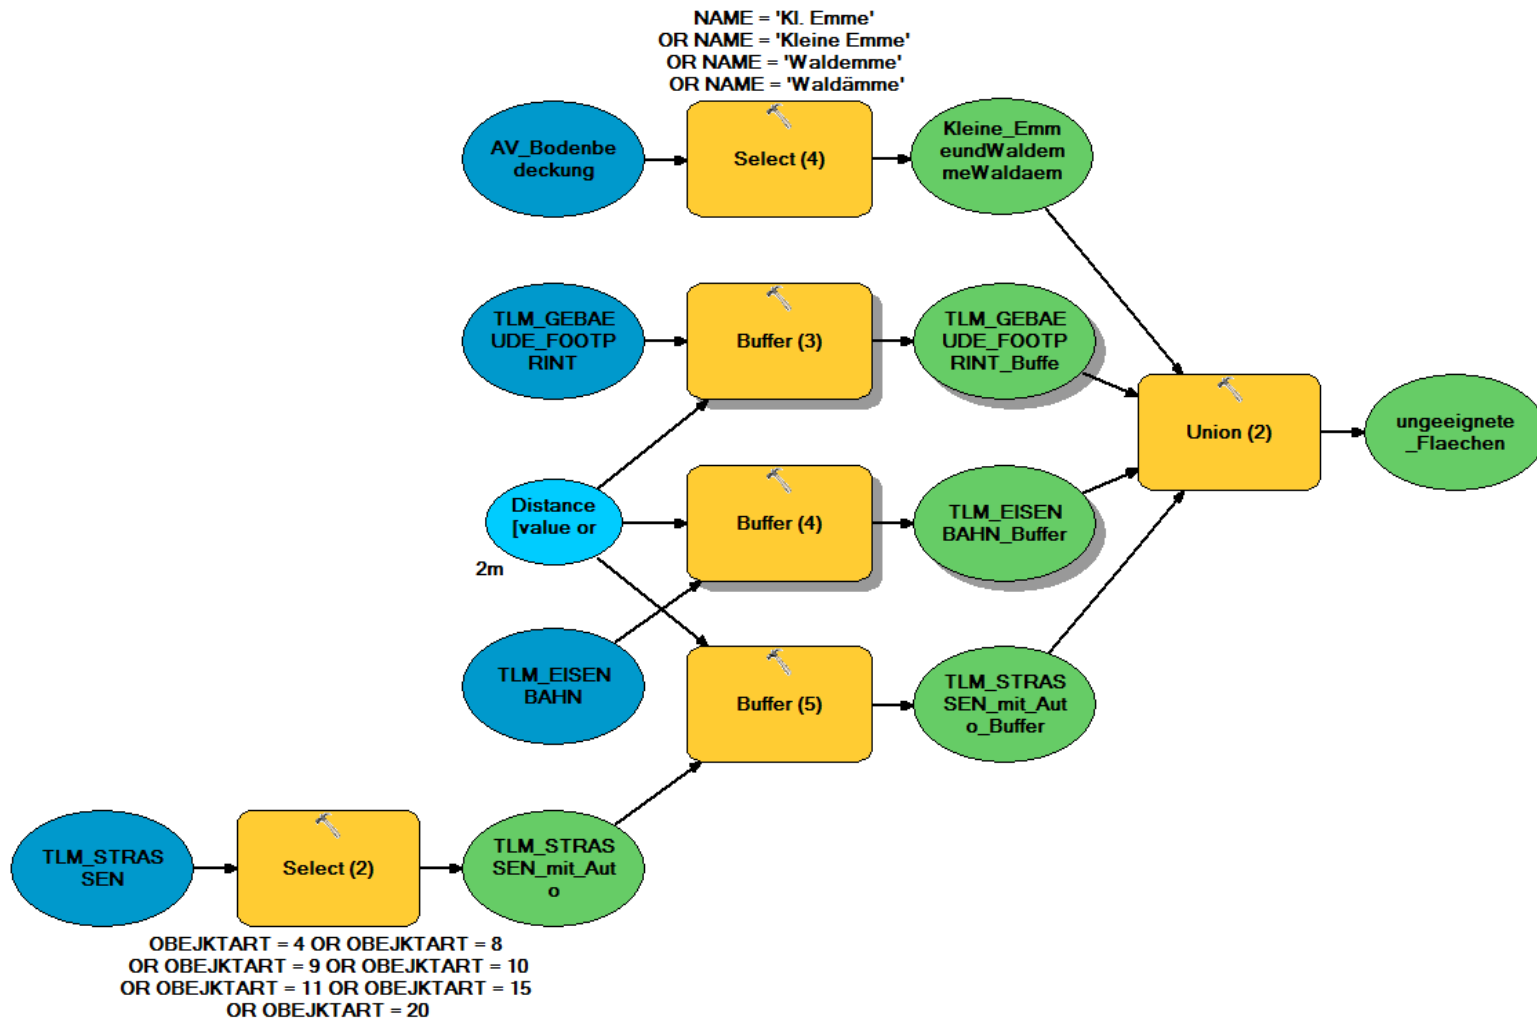 NAME = 'Kl. Emme'
OR NAME = 'Kleine Emme'
OR NAME = 'Waldemme'
OR NAME = 'Waldämme'
AV_Bodenbe
deckung
Select (4)
Kleine_Emm
eundWaldem
meWaldaem
TLM_GEBAE
UDE_FOOTP
RINT
Buffer (3)
TLM_GEBAE
UDE_FOOTP
RINT_Buffe
Union (2)
ungeeignete
_Flaechen
Distance
[value or
2m
Buffer (4)
TLM_EISEN
BAHN_Buffer
TLM_EISEN
BAHN
Buffer (5)
TLM_STRAS
SEN_mit_Aut
o_Buffer
TLM_STRAS
SEN
Select (2)
TLM_STRAS
SEN_mit_Aut
o
OBEJKTART = 4 OR OBEJKTART = 8
OR OBEJKTART = 9 OR OBEJKTART = 10
OR OBEJKTART = 11 OR OBEJKTART = 15
OR OBEJKTART = 20